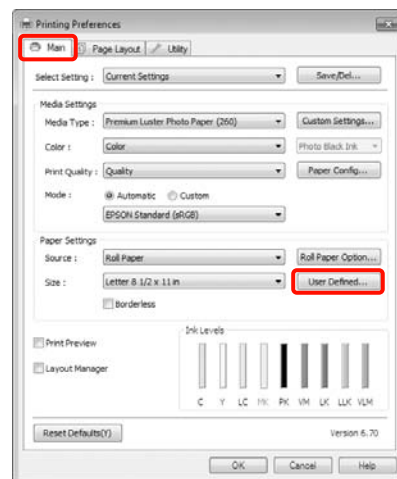 Printing Preferences
Main Page Layout Utility
Select Setting : Current Settings Save/Del...
Media Settings
Media Type : Premium Luster Photo Paper (260) Custom Settings...
Color : Color Photo Black Ink
Print Quality : Quality Paper Config...
Mode : Automatic Custom
EPSON Standard (sRGB)
Paper Settings
Source : Roll Paper Roll Paper Option...
Size : Letter 8 1/2 x 11 in User Defined...
Borderless
Ink Levels
Print Preview
Layout Manager
C Y LC MK PK VM LK LLK VLM
Reset Defaults(Y) Version 6.70
OK Cancel Help